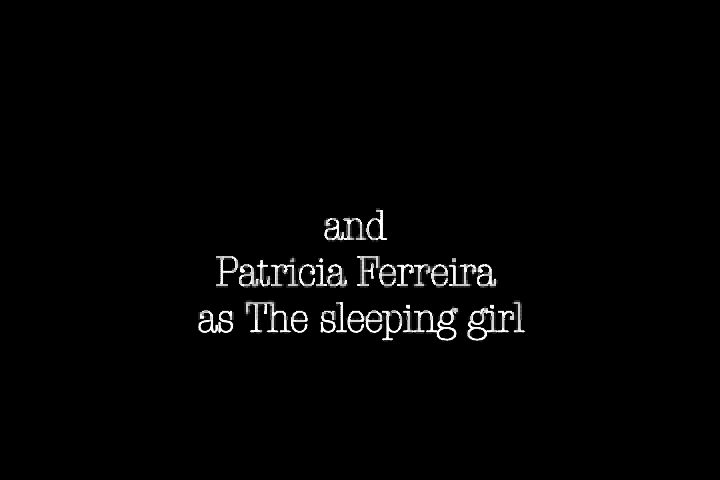 and
Patricia Ferreira
as The sleeping girl